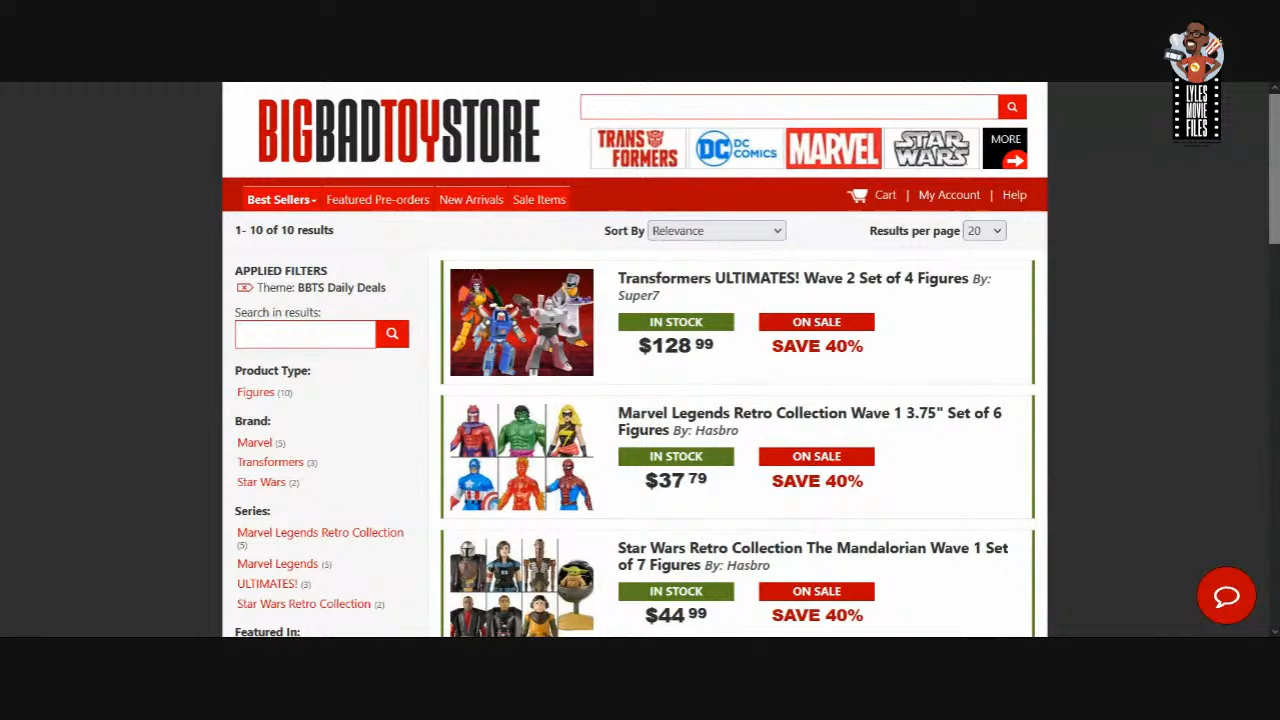 LYLES
MOVIE
FILES
BIGBADTOYSTORE
TRANS
FORMERS
DC DC
COMICS
MARVEL
STAR
WARS
MORE
Best Sellers
Featured Pre-orders
New Arrivals
Sale Items
Cart | My Account | Help
1- 10 of 10 results
Sort By Relevance
Results per page 20
APPLIED FILTERS
Theme: BBTS Daily Deals
Search in results:
Product Type:
Figures (10)
Brand:
Marvel (5)
Transformers (3)
Star Wars (2)
Series:
Marvel Legends Retro Collection
(5)
Marvel Legends (5)
ULTIMATES! (3)
Star Wars Retro Collection (2)
Featured In:
Transformers ULTIMATES! Wave 2 Set of 4 Figures By:
Super7
IN STOCK ON SALE
$128 99 SAVE 40%
Marvel Legends Retro Collection Wave 1 3.75" Set of 6
Figures By: Hasbro
IN STOCK ON SALE
$37 79 SAVE 40%
Star Wars Retro Collection The Mandalorian Wave 1 Set
of 7 Figures By: Hasbro
IN STOCK ON SALE
$44 99 SAVE 40%